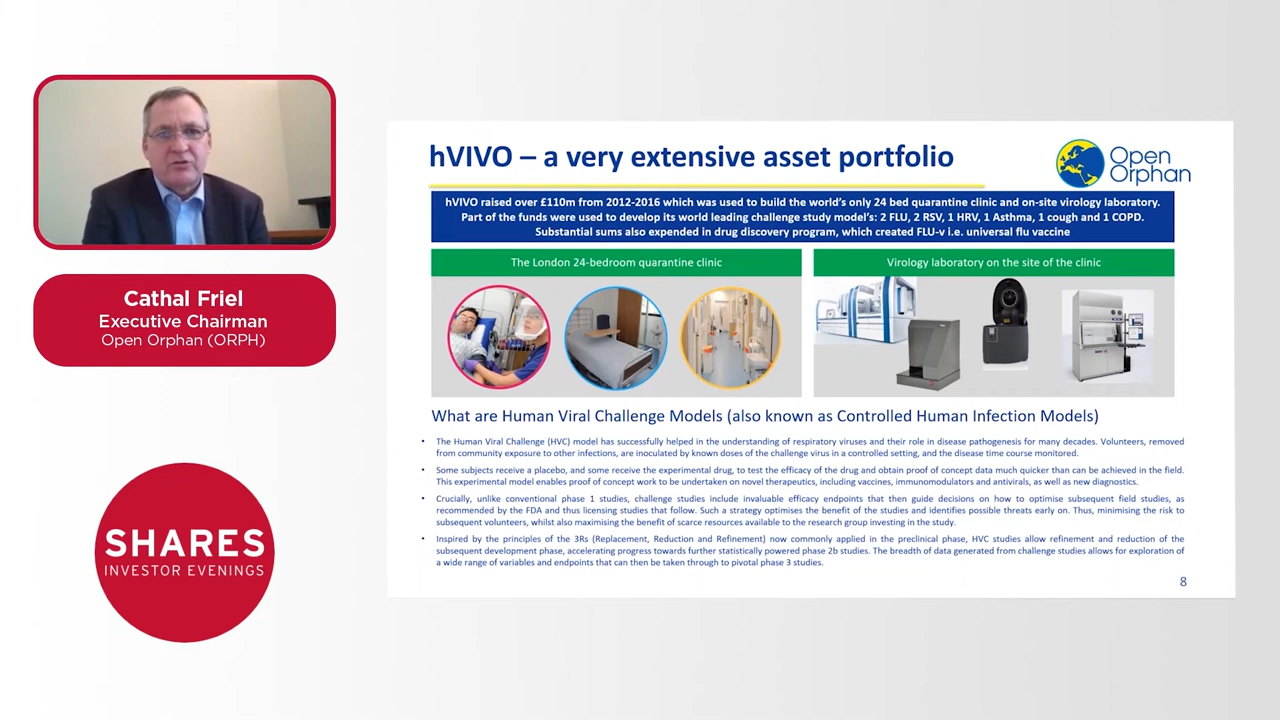 Cathal Friel
Executive Chairman
Open Orphan (ORPH)
SHARES
INVESTOR EVENINGS
hVIVO – a very extensive asset portfolio
Open
Orphan
hVIVO raised over £110m from 2012-2016 which was used to build the world's only 24 bed quarantine clinic and on-site virology laboratory.
Part of the funds were used to develop its world leading challenge study model's: 2 FLU, 2 RSV, 1 HRV, 1 Asthma, 1 cough and 1 COPD.
Substantial sums also expended in drug discovery program, which created FLU-v i.e. universal flu vaccine
The London 24-bedroom quarantine clinic
Virology laboratory on the site of the clinic
What are Human Viral Challenge Models (also known as Controlled Human Infection Models)
• The Human Viral Challenge (HVC) model has successfully helped in the understanding of respiratory viruses and their role in disease pathogenesis for many decades. Volunteers, removed
from community exposure to other infections, are inoculated by known doses of the challenge virus in a controlled setting, and the disease time course monitored.
• Some subjects receive a placebo, and some receive the experimental drug, to test the efficacy of the drug and obtain proof of concept data much quicker than can be achieved in the field.
This experimental model enables proof of concept work to be undertaken on novel therapeutics, including vaccines, immunomodulators and antivirals, as well as new diagnostics.
• Crucially, unlike conventional phase 1 studies, challenge studies include invaluable efficacy endpoints that then guide decisions on how to optimise subsequent field studies, as
recommended by the FDA and thus licensing studies that follow. Such a strategy optimises the benefit of the studies and identifies possible threats early on. Thus, minimising the risk to
subsequent volunteers, whilst also maximising the benefit of scarce resources available to the research group investing in the study.
• Inspired by the principles of the 3Rs (Replacement, Reduction and Refinement) now commonly applied in the preclinical phase, HVC studies allow refinement and reduction of the
subsequent development phase, accelerating progress towards further statistically powered phase 2b studies. The breadth of data generated from challenge studies allows for exploration of
a wide range of variables and endpoints that can then be taken through to pivotal phase 3 studies.
8